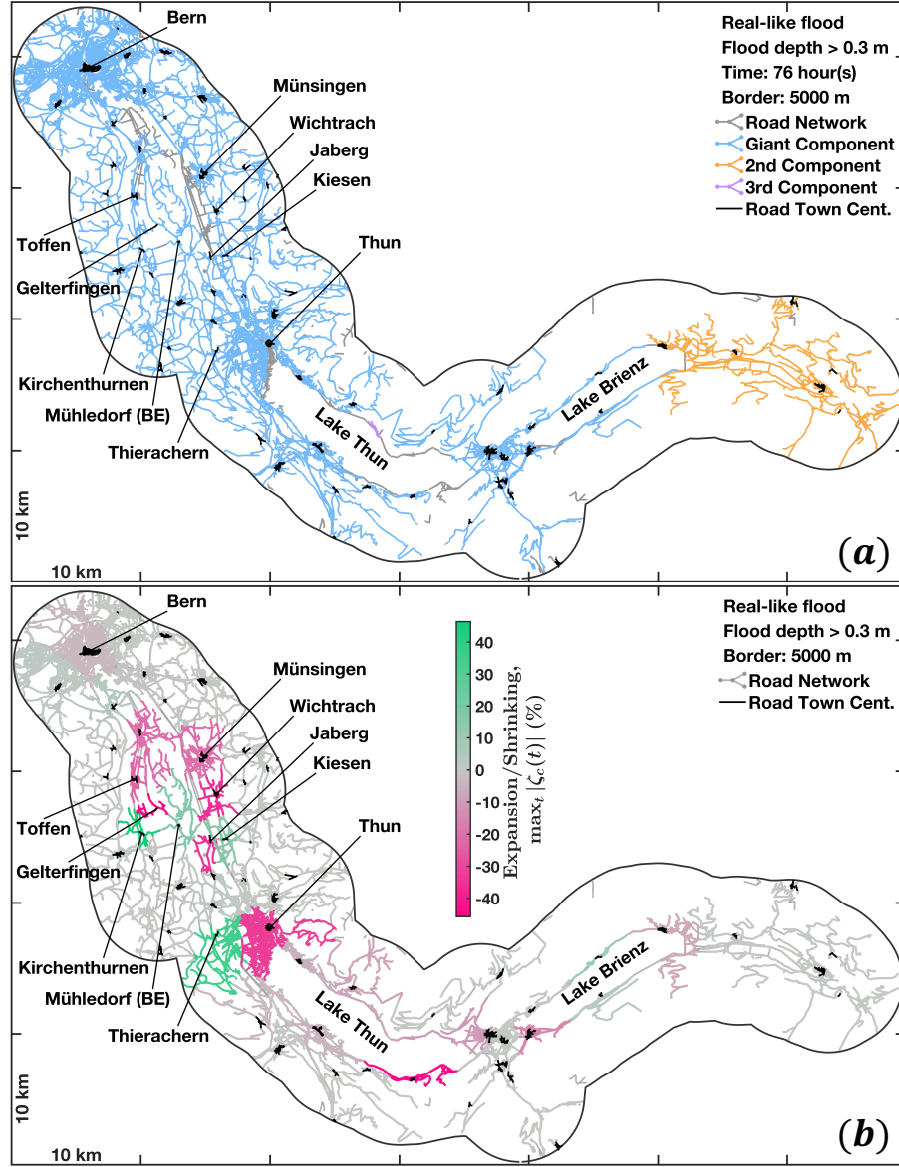 Bern
Real-like flood
Flood depth > 0.3 m
Time: 76 hour(s)
Border: 5000 m
Road Network
Giant Component
2nd Component
3rd Component
Road Town Cent.
Münsingen
Wichtrach
Jaberg
Kiesen
Toffen
Thun
Gelterfingen
Kirchenthurnen
Mühledorf (BE)
Thierachern
Lake Thun
Lake Brienz
10 km
10 km
(a)
Bern
Real-like flood
Flood depth > 0.3 m
Border: 5000 m
Road Network
Road Town Cent.
40
30
20
10
0
-10
-20
-30
-40
Expansion/Shrinking,
max_t |ζ_c(t)| (%)
Münsingen
Wichtrach
Jaberg
Kiesen
Toffen
Thun
Gelterfingen
Kirchenthurnen
Mühledorf (BE)
Thierachern
Lake Thun
Lake Brienz
10 km
10 km
(b)